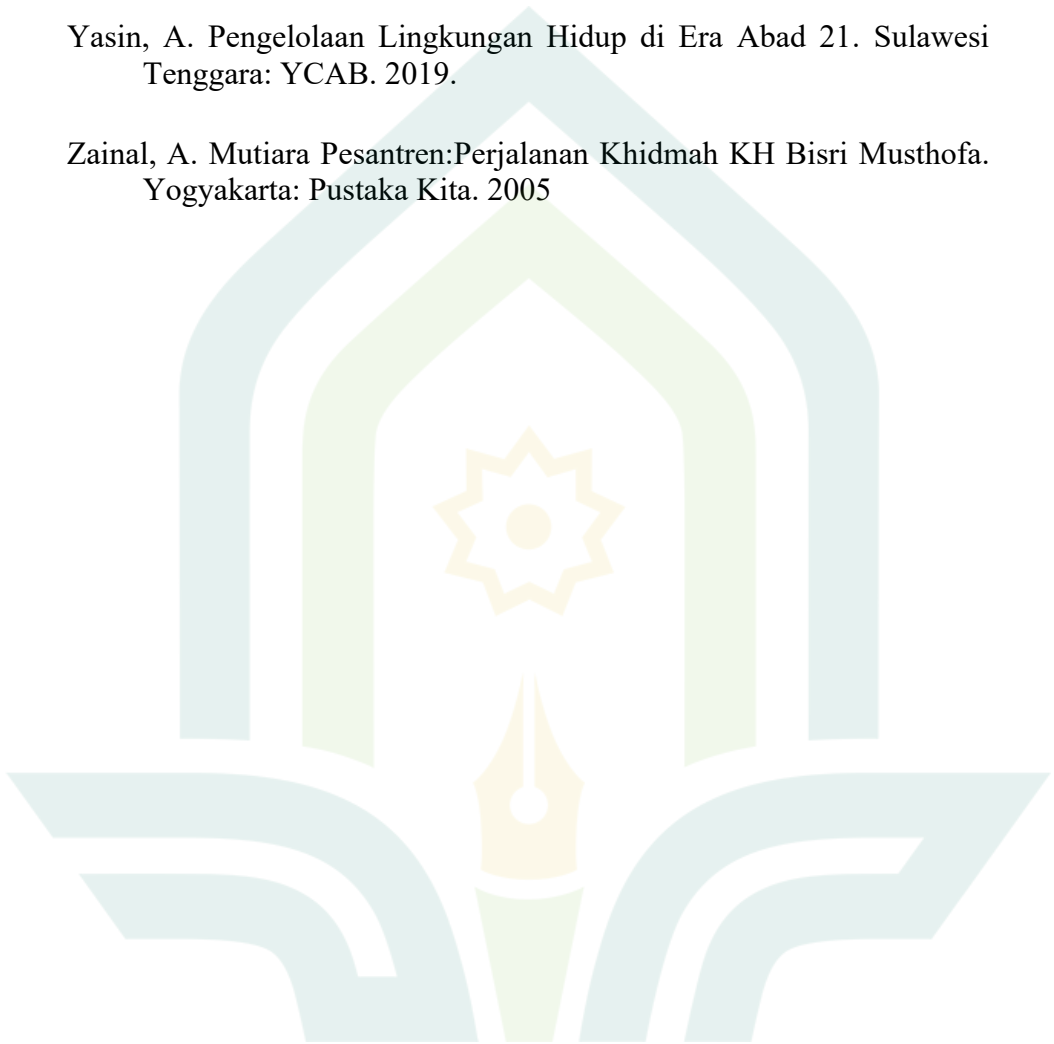 Yasin, A. Pengelolaan Lingkungan Hidup di Era Abad 21. Sulawesi
Tenggara: YCAB. 2019.
Zainal, A. Mutiara Pesantren:Perjalanan Khidmah KH Bisri Musthofa.
Yogyakarta: Pustaka Kita. 2005